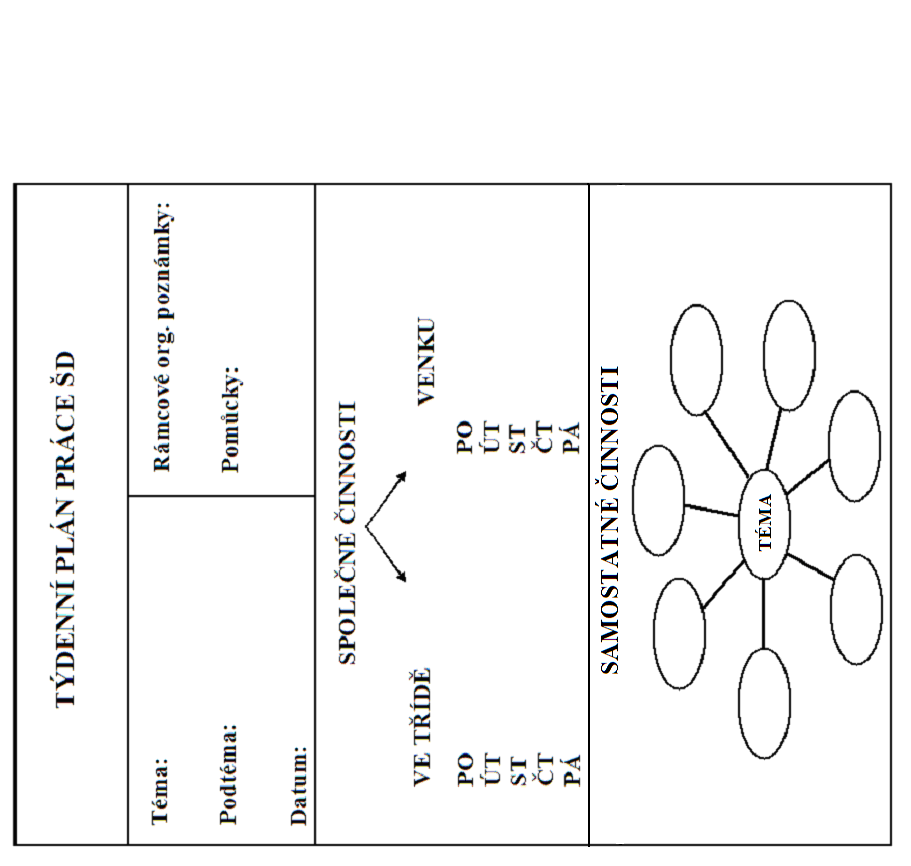 TÝDENNÍ PLÁN PRÁCE ŠD
Téma:
Podtéma:
Datum:
Rámcové org. poznámky:
Pomůcky:
SPOLEČNÉ ČINNOSTI
VE TŘÍDĚ
PO
ÚT
ST
ČT
PÁ
VENKU
PO
ÚT
ST
ČT
PÁ
SAMOSTATNÉ ČINNOSTI
TÉMA